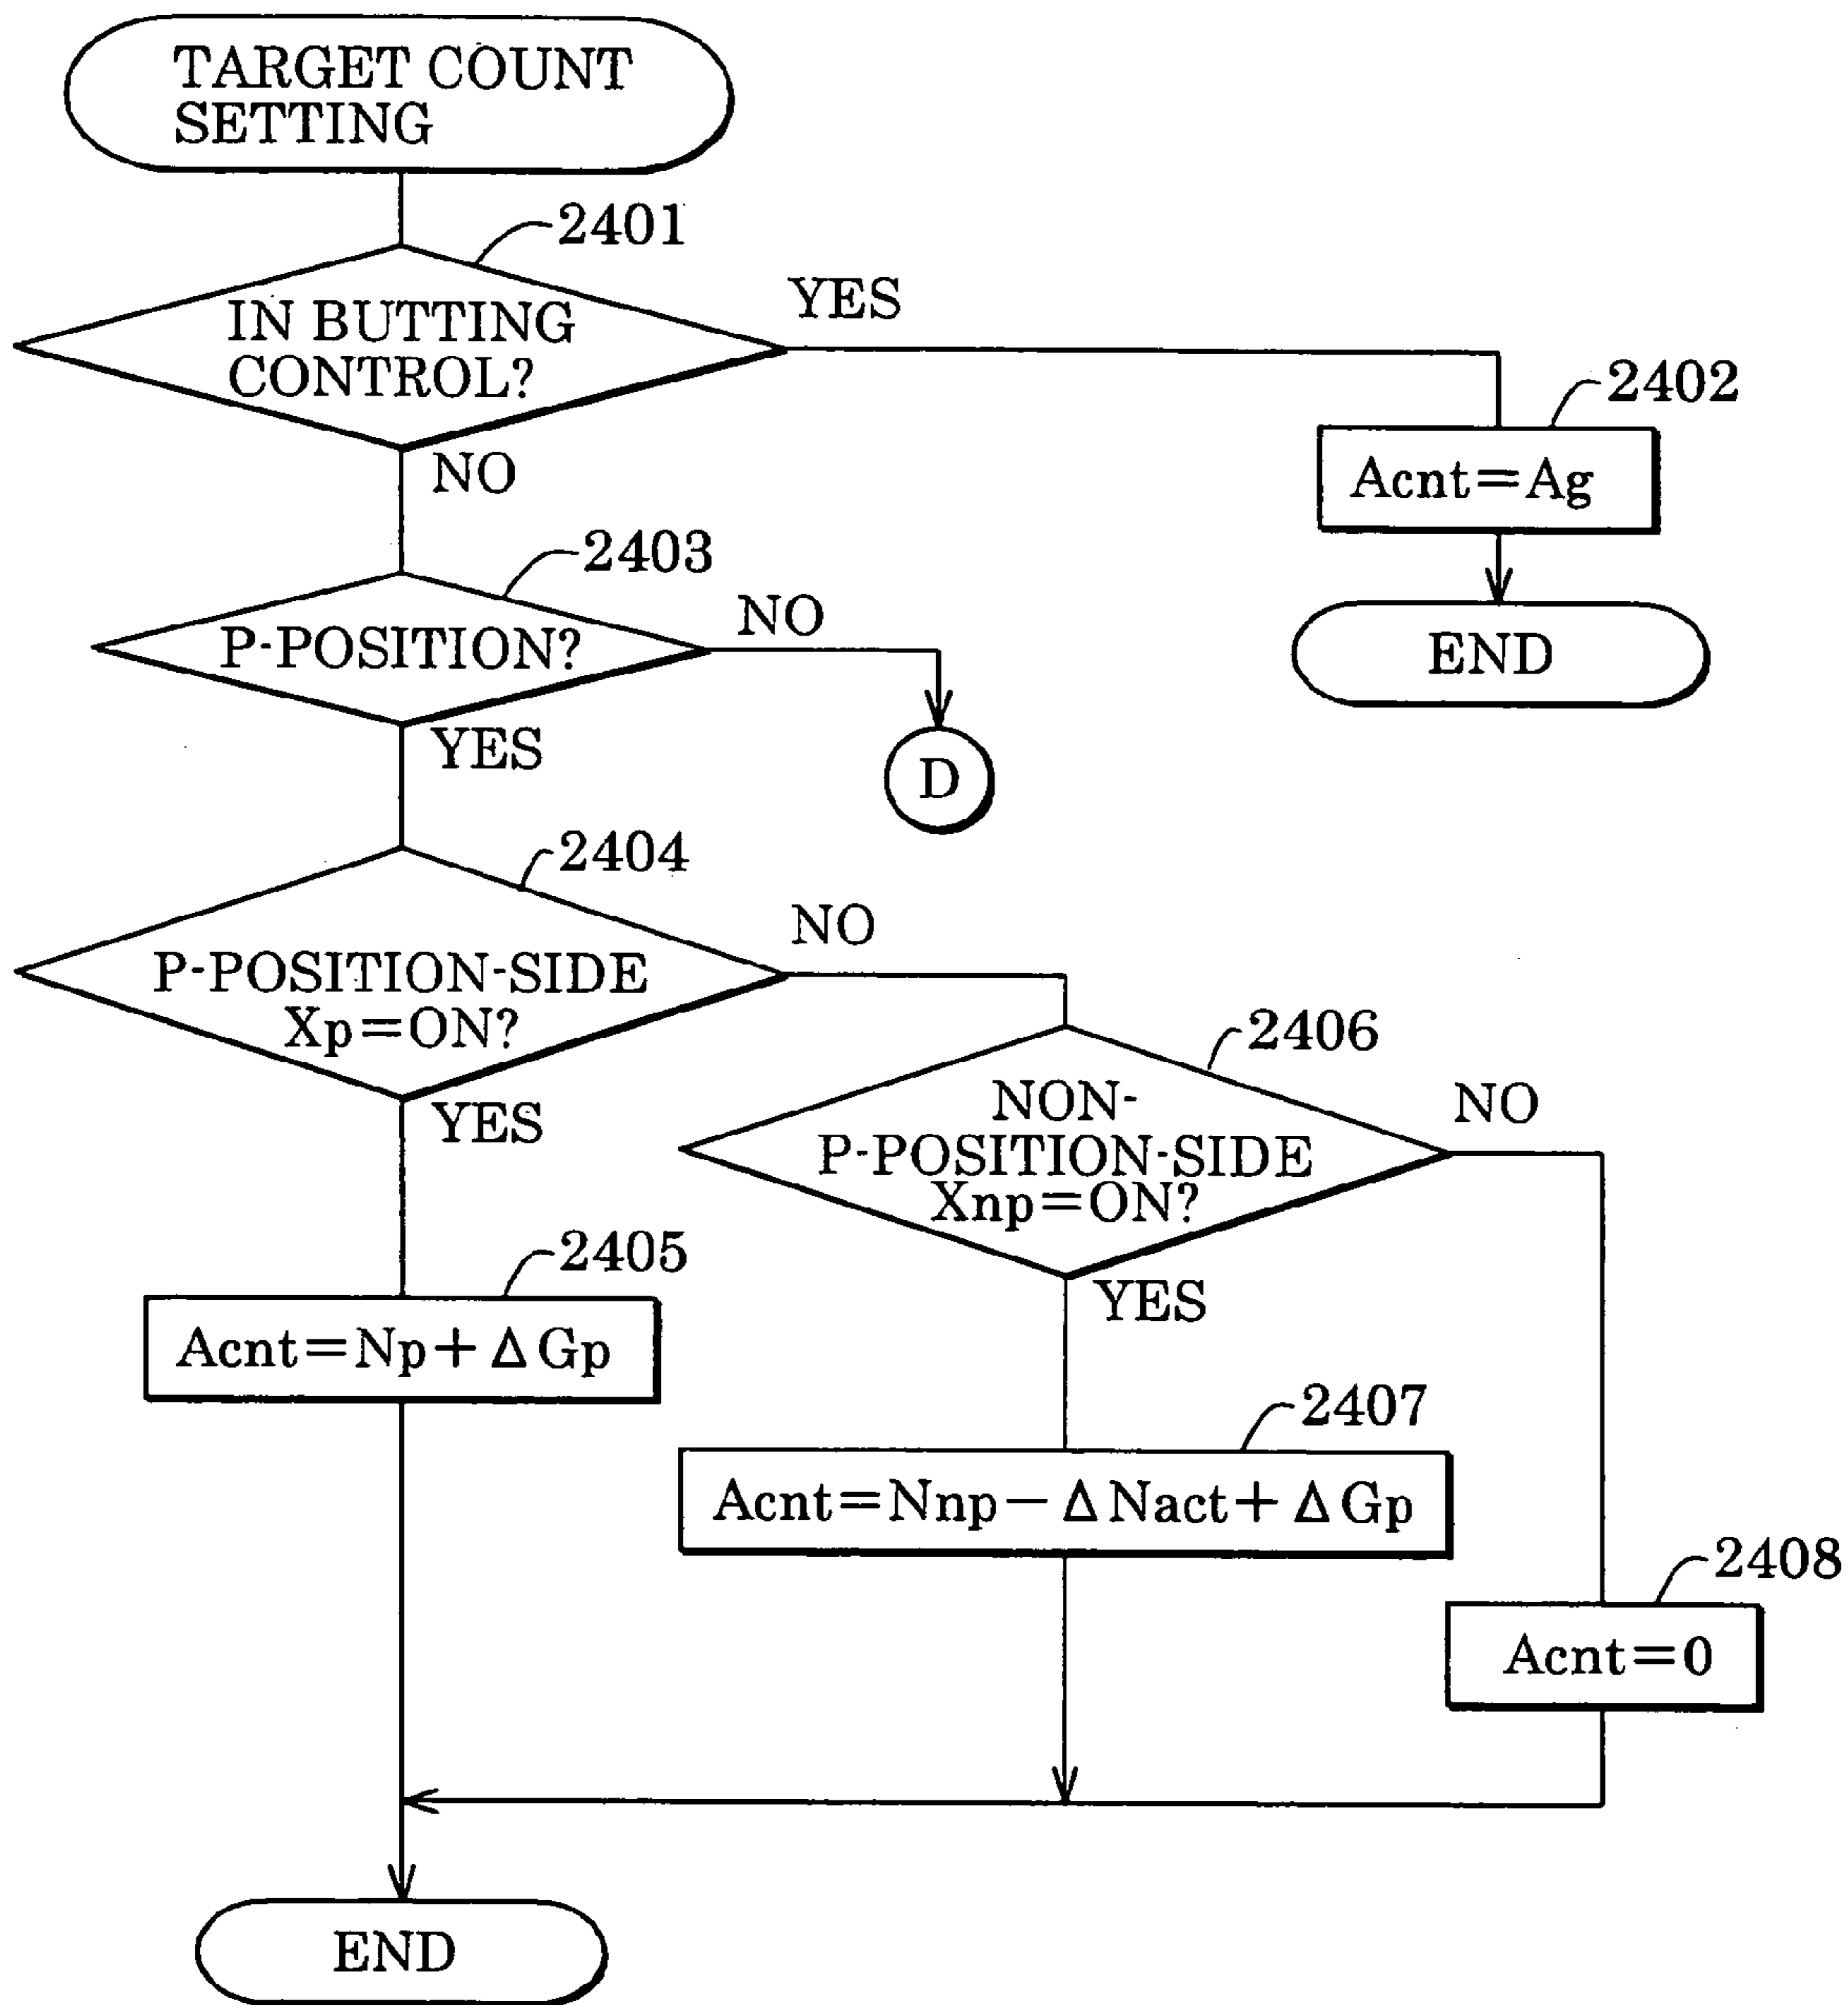 TARGET COUNT
SETTING
2401
IN BUTTING
CONTROL?
YES
NO
2402
Acnt=Ag
END
2403
P-POSITION?
NO
YES
D
2404
P-POSITION-SIDE
Xp=ON?
NO
YES
2406
NON-
P-POSITION-SIDE
Xnp=ON?
NO
YES
2405
Acnt=Np+ΔGp
2407
Acnt=Nnp-ΔNact+ΔGp
2408
Acnt=0
END